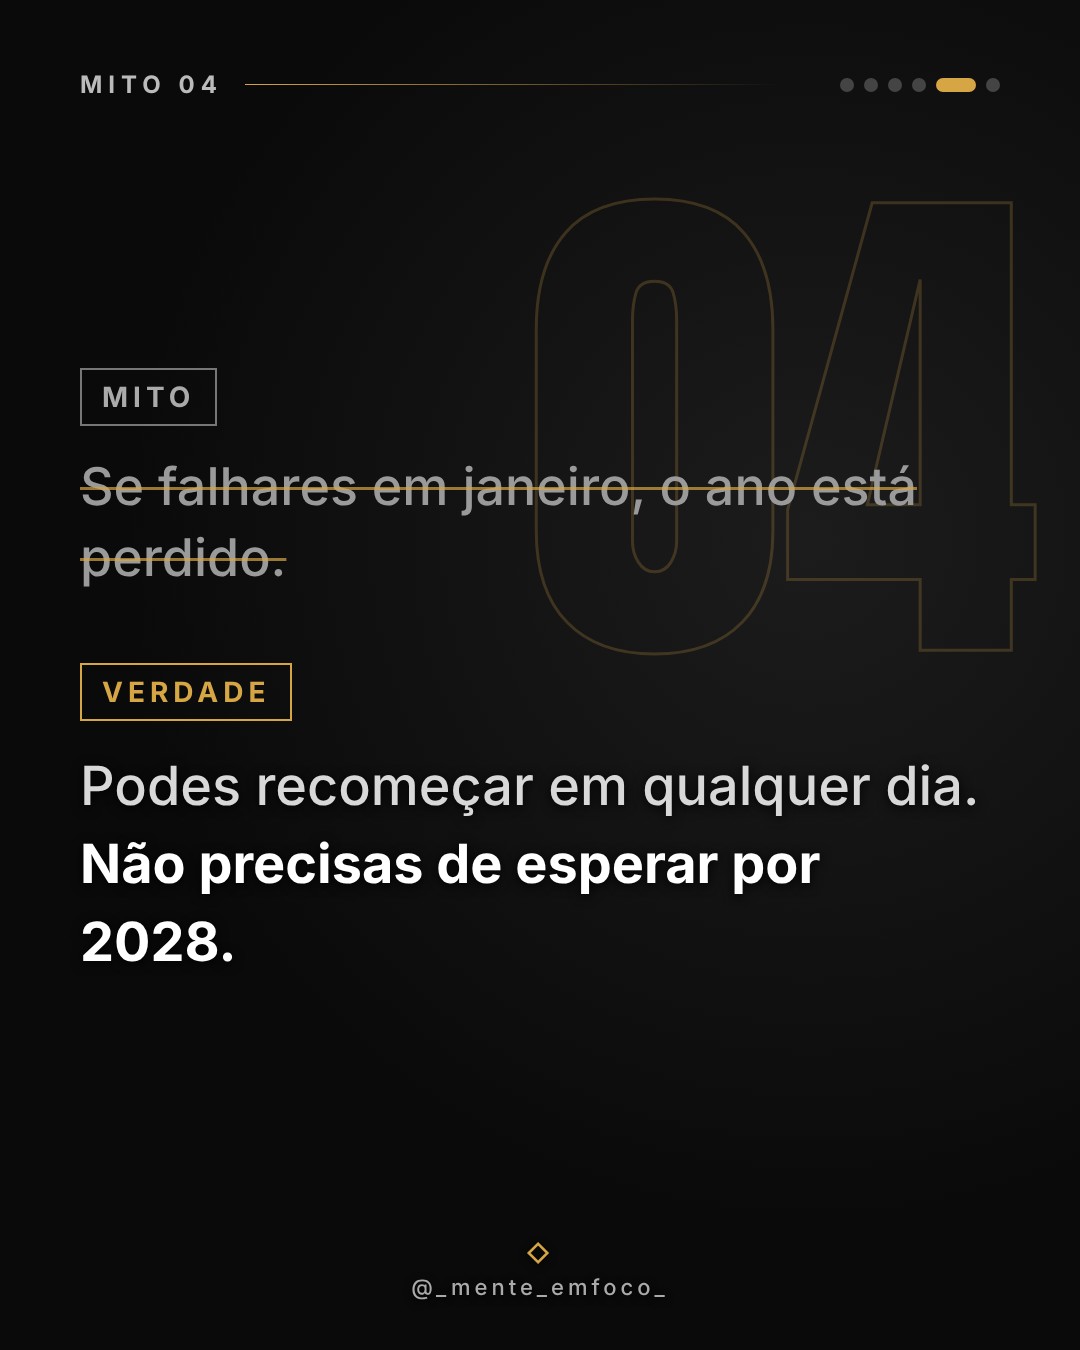 MITO 04
04
MITO
Se falhares em janeiro, o ano está
perdido.
VERDADE
Podes recomeçar em qualquer dia.
Não precisas de esperar por
2028.
@_mente_emfoco_